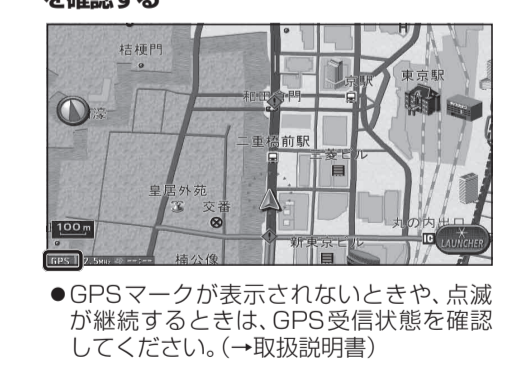 を確認する
桔梗門
濠
和田倉門
京駅
東京駅
二重橋前駅
三菱ビル
皇居外苑
交番
丸の内出口
100m
新東京ビル
IC
LAUNCHER
GPS
楠公像
●GPSマークが表示されないときや、点滅
が継続するときは、GPS受信状態を確認
してください。(→取扱説明書)